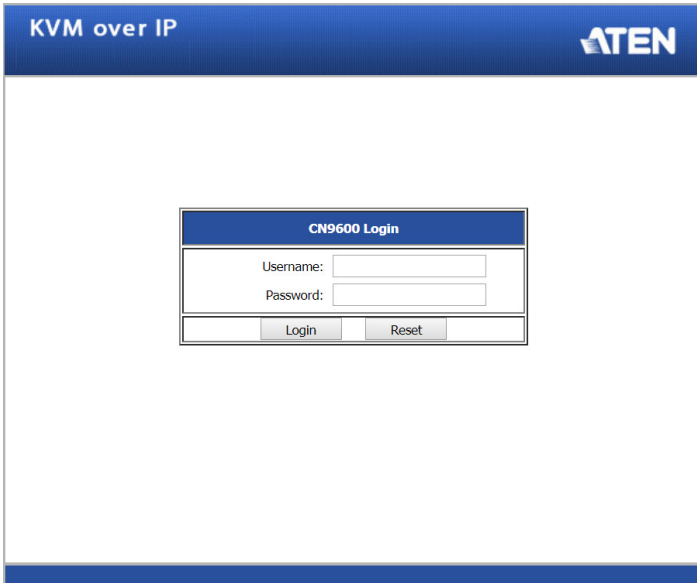 KVM over IP
ATEN
CN9600 Login
Username:
Password:
Login Reset